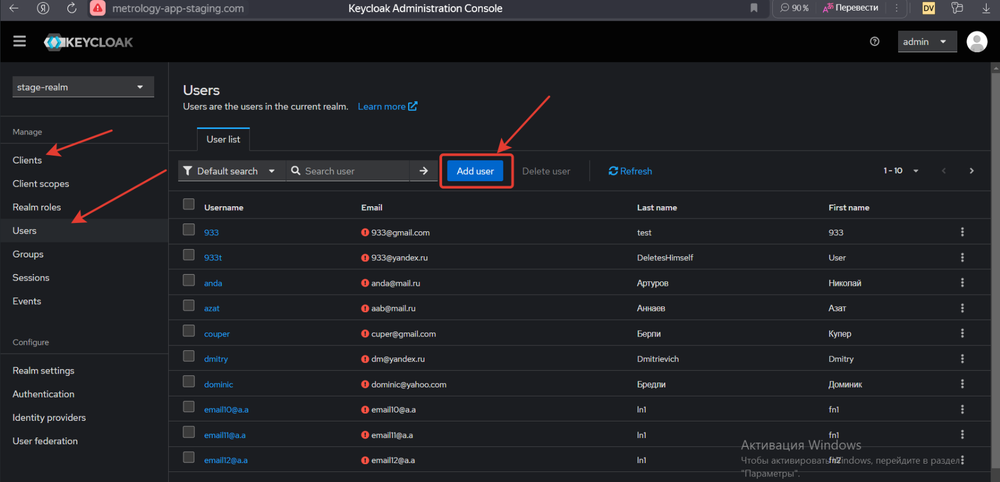 metrology-app-staging.com Keycloak Administration Console 90 % Перевести DV
KEYCLOAK admin
stage-realm
Manage
Clients
Client scopes
Realm roles
Users
Groups
Sessions
Events
Configure
Realm settings
Authentication
Identity providers
User federation
Users
Users are the users in the current realm. Learn more
User list
Default search Search user Add user Delete user Refresh 1 - 10
Username Email Last name First name
933 933@gmail.com test 933
933t 933@yandex.ru DeletesHimself User
anda anda@mail.ru Артуров Николай
azat aab@mail.ru Аннаев Азат
couper cuper@gmail.com Берли Купер
dmitry dm@yandex.ru Dmitrievich Dmitry
dominic dominic@yahoo.com Бредли Доминик
email10@a.a email10@a.a ln1 fn1
email11@a.a email11@a.a ln1 fn1
email12@a.a email12@a.a ln1 fn2
Активация Windows
Чтобы активировать Windows, перейдите в раздел
"Параметры".